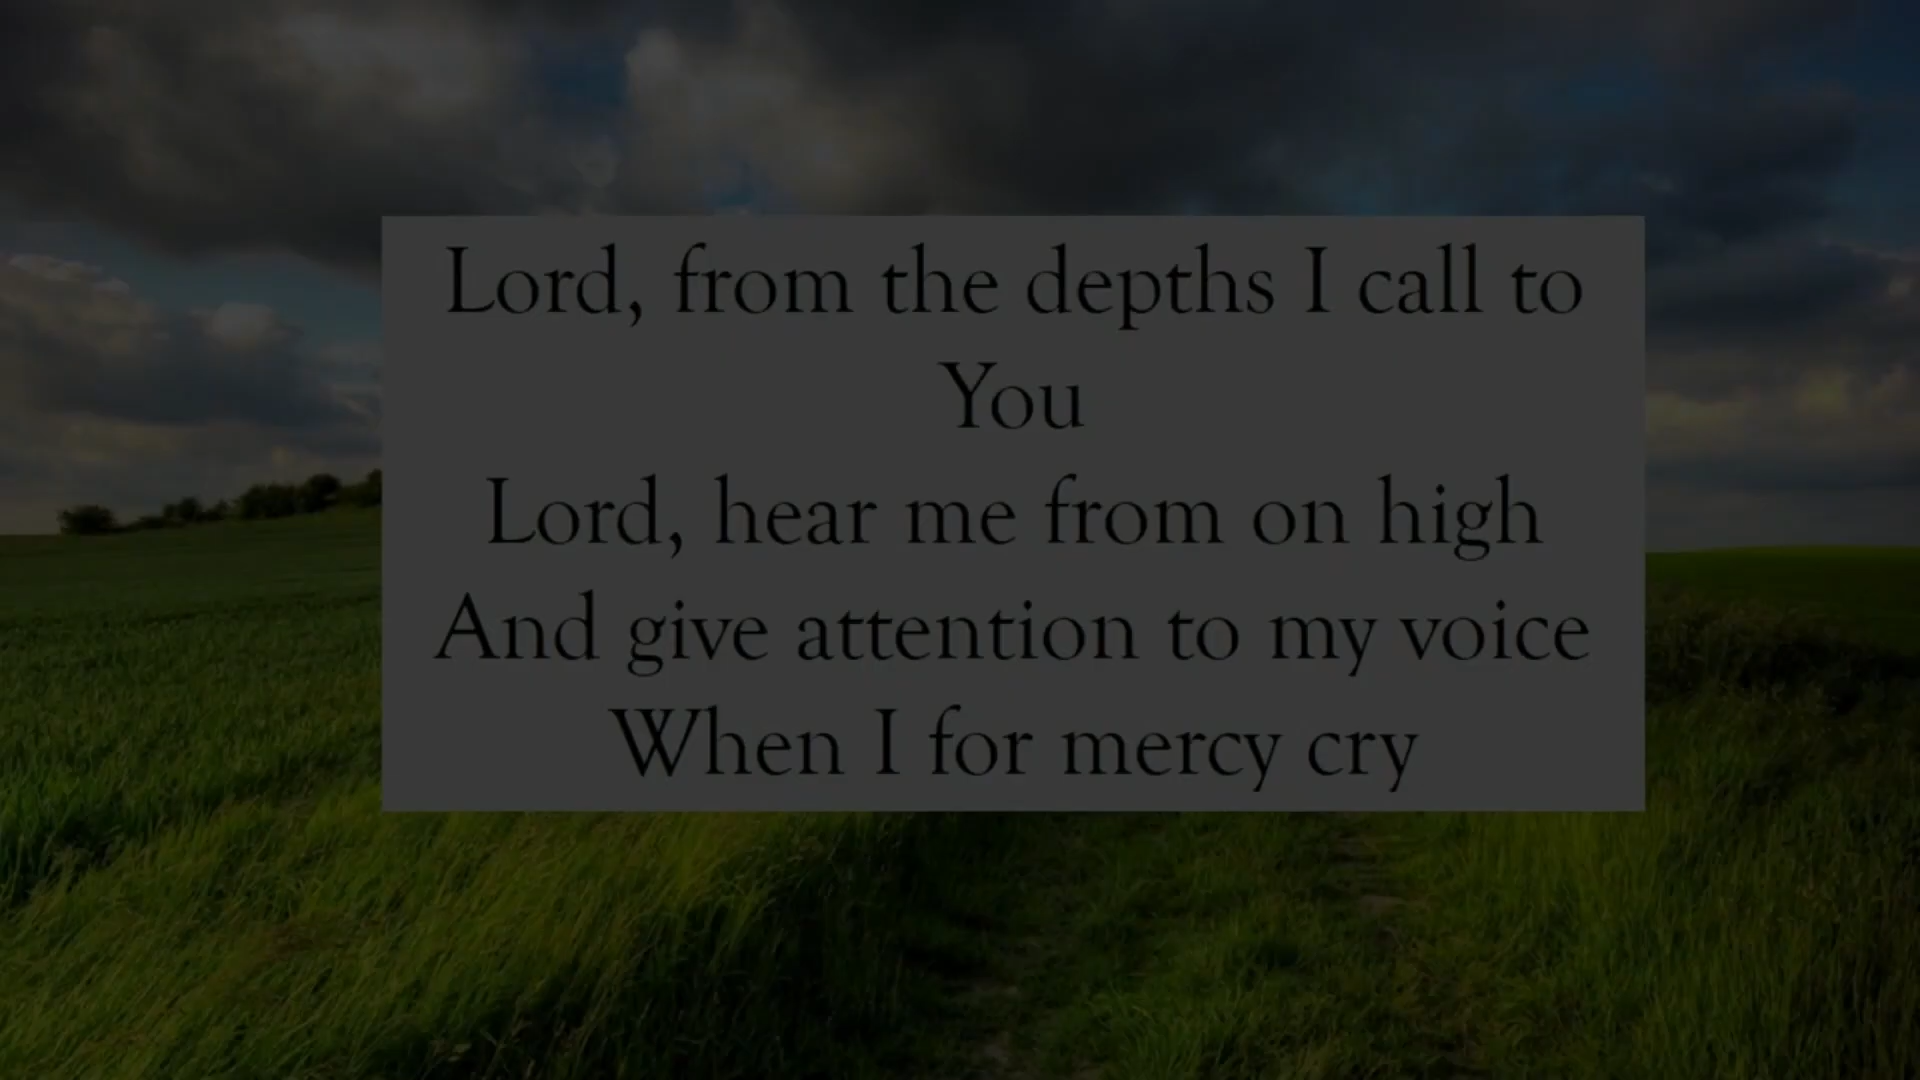 Lord, from the depths I call to
You
Lord, hear me from on high
And give attention to my voice
When I for mercy cry